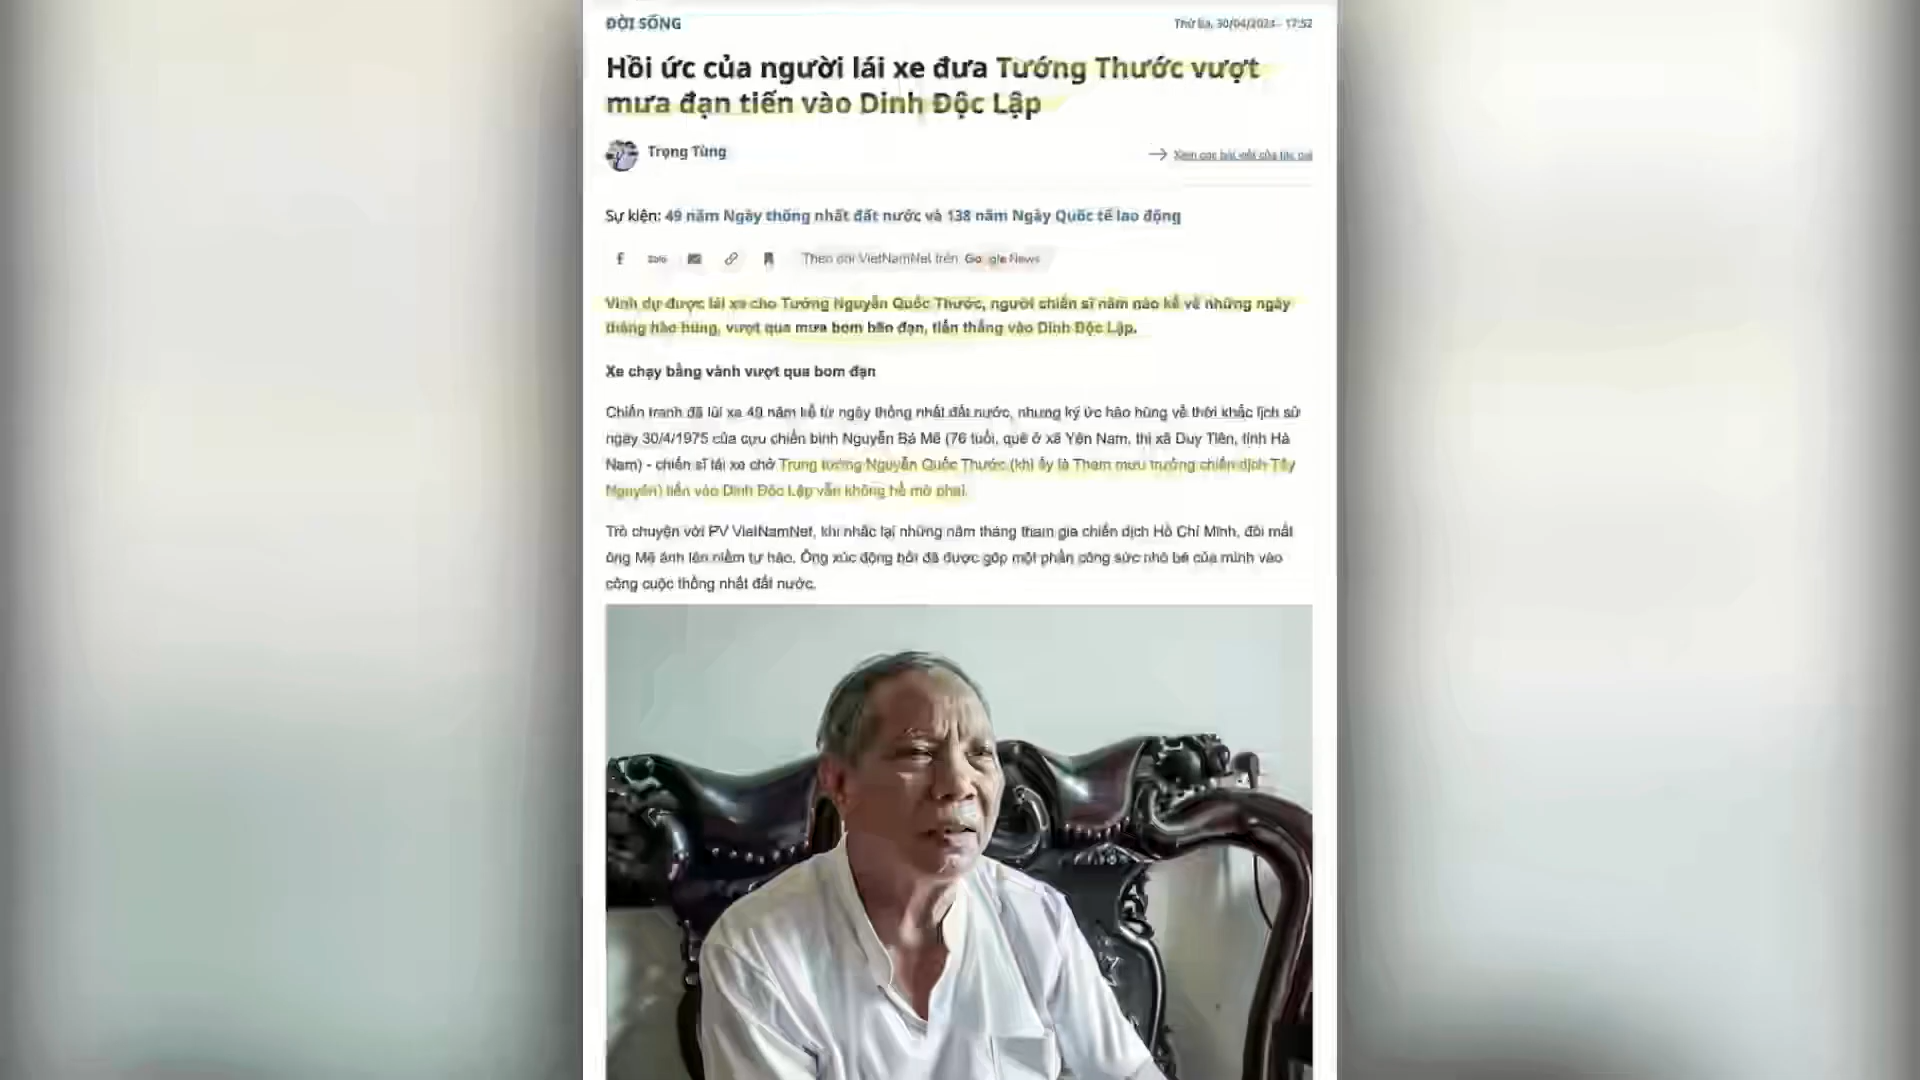 ĐỜI SỐNG
Thứ Ba, 30/04/2024 - 17:52
Hồi ức của người lái xe đưa Tướng Thước vượt
mưa đạn tiến vào Dinh Độc Lập
Trọng Tùng
Xem các bài viết của tác giả
Sự kiện: 49 năm Ngày thống nhất đất nước và 138 năm Ngày Quốc tế lao động
Theo dõi VietNamNet trên Google News
Vinh dự được lái xe cho Tướng Nguyễn Quốc Thước, người chiến sĩ năm nào kể về những ngày
tháng hào hùng, vượt qua mưa bom bão đạn, tiến thẳng vào Dinh Độc Lập.
Xe chạy bằng vành vượt qua bom đạn
Chiến tranh đã lùi xa 49 năm kể từ ngày thống nhất đất nước, nhưng ký ức hào hùng về thời khắc lịch sử
ngày 30/4/1975 của cựu chiến binh Nguyễn Bá Mễ (76 tuổi, quê ở xã Yên Nam, thị xã Duy Tiên, tỉnh Hà
Nam) - chiến sĩ lái xe chở Trung tướng Nguyễn Quốc Thước (khi ấy là Tham mưu trưởng chiến dịch Tây
Nguyên) tiến vào Dinh Độc Lập vẫn không hề mờ phai.
Trò chuyện với PV VietNamNet, khi nhắc lại những năm tháng tham gia chiến dịch Hồ Chí Minh, đôi mắt
ông Mễ ánh lên niềm tự hào. Ông xúc động bởi đã được góp một phần công sức nhỏ bé của mình vào
công cuộc thống nhất đất nước.